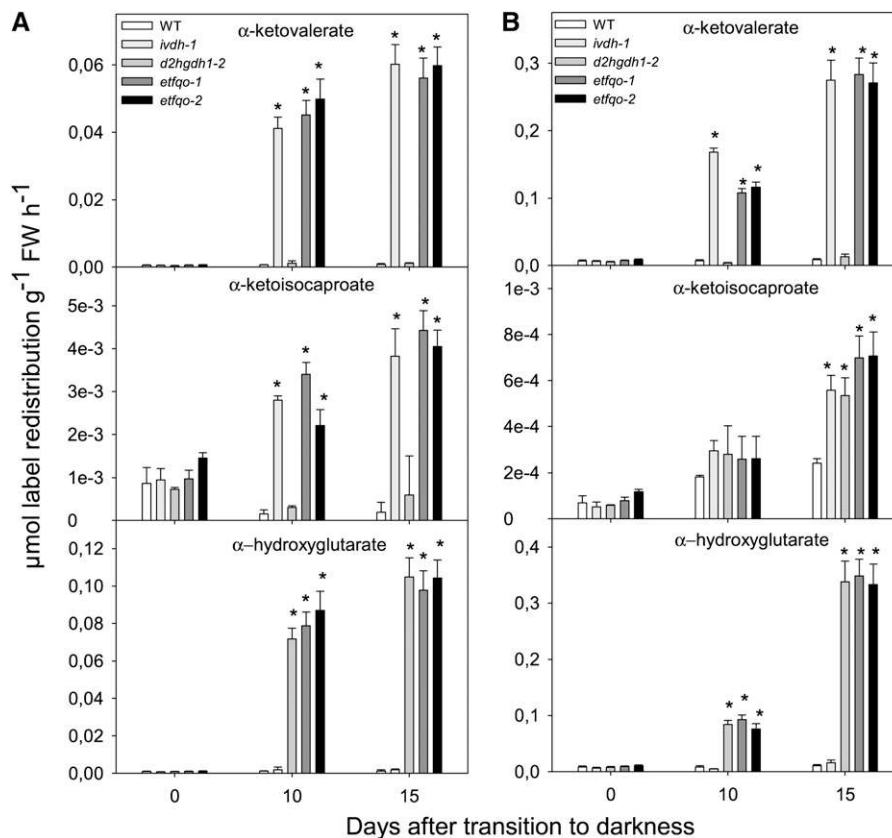 A
WT
ivdh-1
d2hgdh1-2
etfqo-1
etfqo-2
α-ketovalerate
0,06
0,04
0,02
0,00
* * *
* * *
α-ketoisocaproate
5e-3
4e-3
3e-3
2e-3
1e-3
0
* * *
* * *
α–hydroxyglutarate
0,12
0,10
0,08
0,06
0,04
0,02
0,00
* * *
* * *
0 10 15
B
WT
ivdh-1
d2hgdh1-2
etfqo-1
etfqo-2
α-ketovalerate
0,3
0,2
0,1
0,0
* * *
* * *
α-ketoisocaproate
1e-3
8e-4
6e-4
4e-4
2e-4
0
* * * *
α–hydroxyglutarate
0,4
0,3
0,2
0,1
0,0
* * *
* * *
0 10 15
µmol label redistribution g⁻¹ FW h⁻¹
Days after transition to darkness